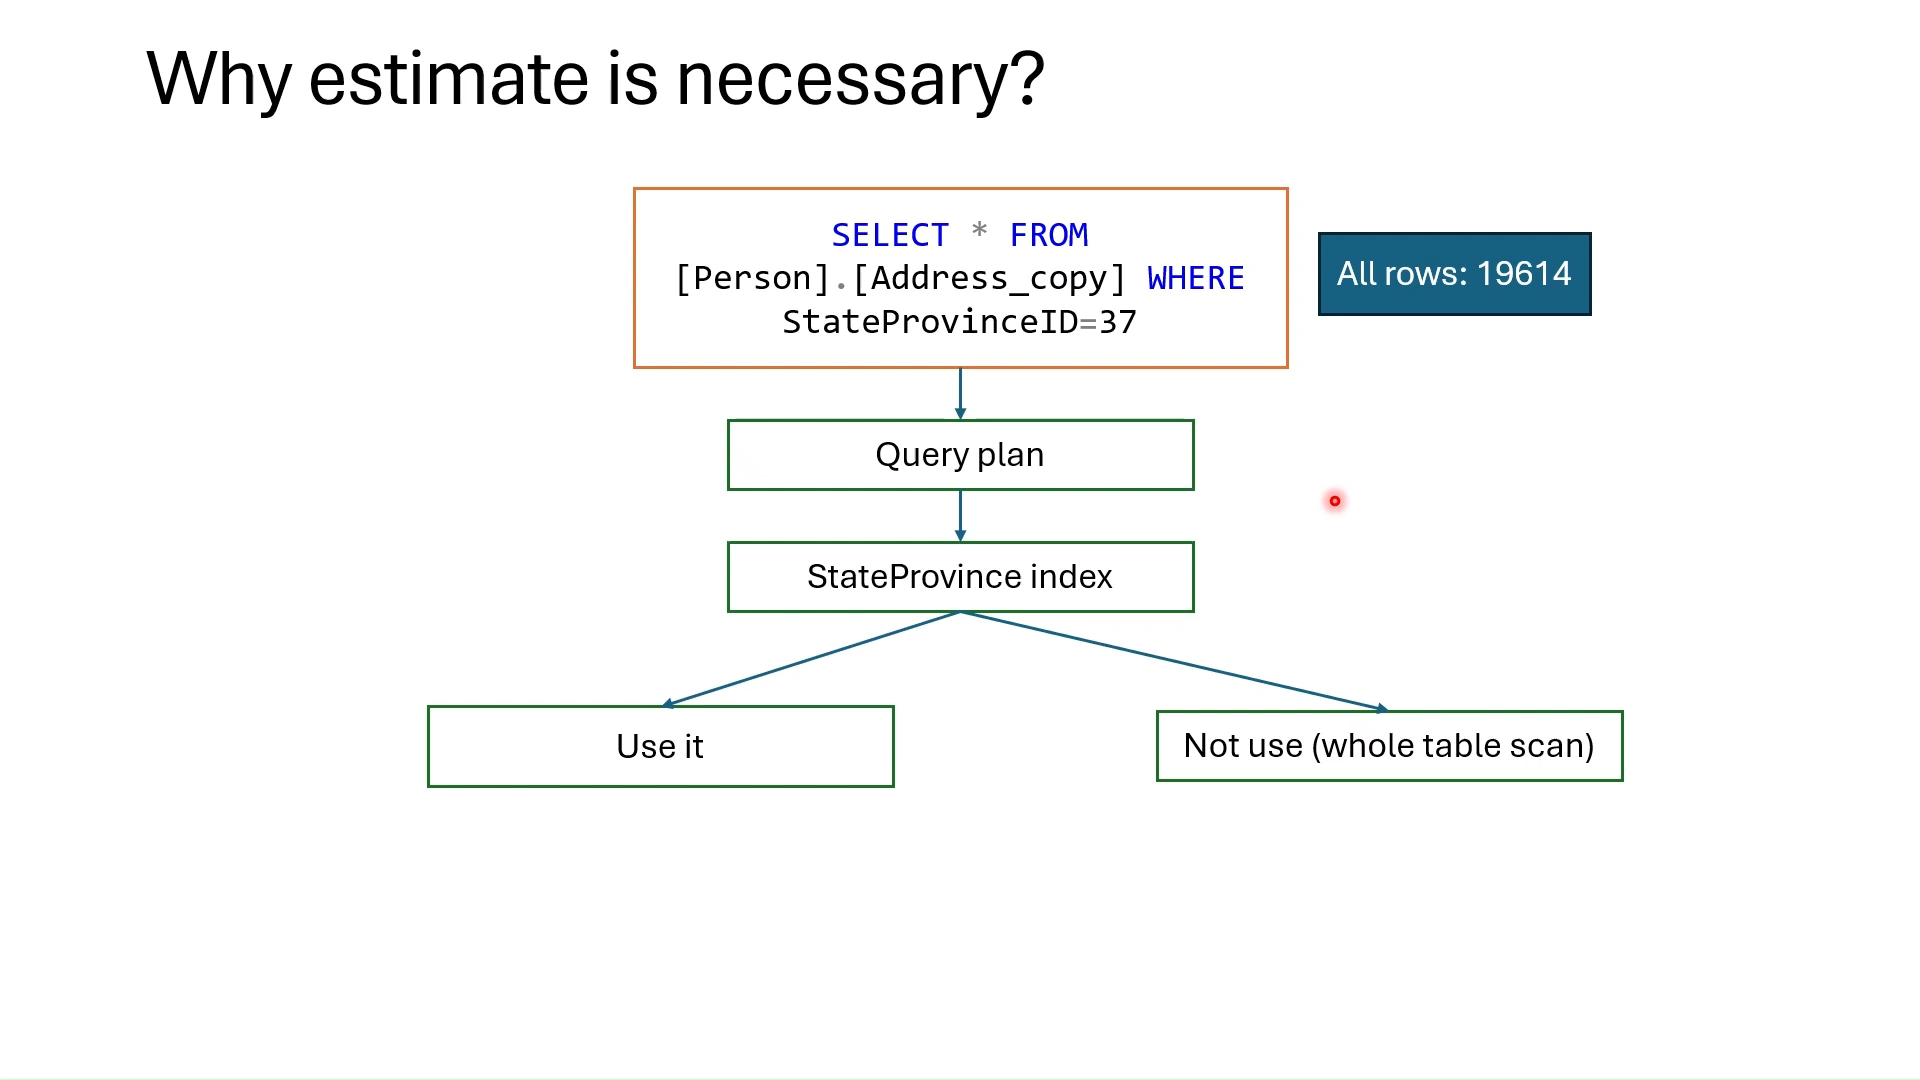 Why estimate is necessary?
SELECT * FROM
[Person].[Address_copy] WHERE
StateProvinceID=37
All rows: 19614
Query plan
StateProvince index
Use it
Not use (whole table scan)